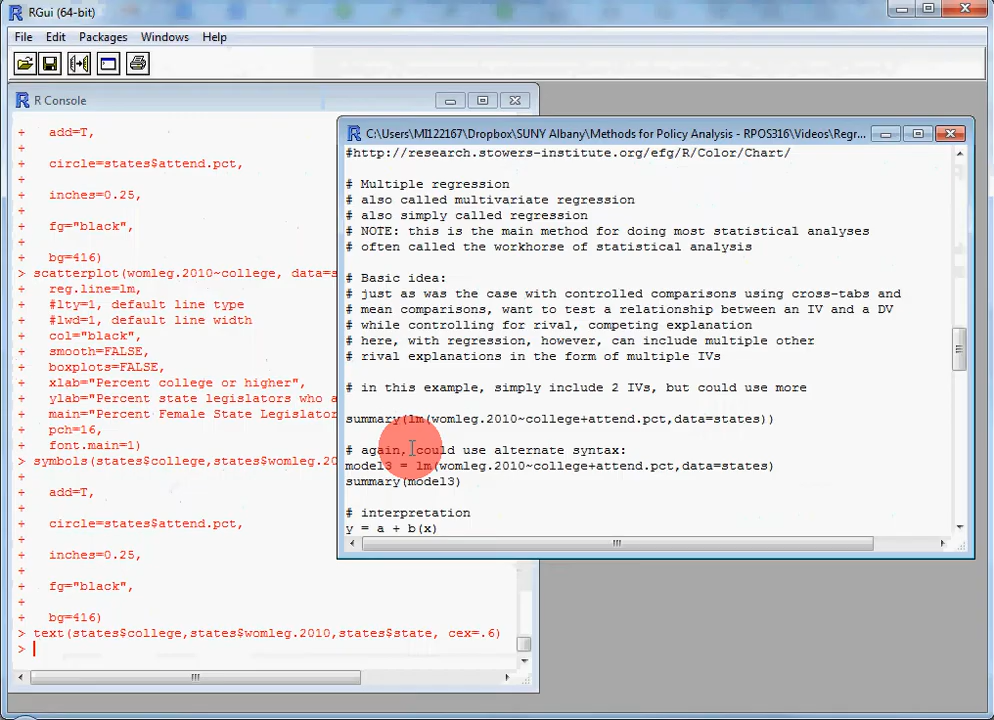 RGui (64-bit)
File Edit Packages Windows Help
R Console
+ add=T,
+
+ circle=states$attend.pct,
+
+ inches=0.25,
+
+ fg="black",
+
+ bg=416)
> scatterplot(womleg.2010~college, data=s
+ reg.line=lm,
+ #lty=1, default line type
+ #lwd=1, default line width
+ col="black",
+ smooth=FALSE,
+ boxplots=FALSE,
+ xlab="Percent college or higher",
+ ylab="Percent state legislators who a
+ main="Percent Female State Legislator
+ pch=16,
+ font.main=1)
> symbols(states$college,states$womleg.20
+
+ add=T,
+
+ circle=states$attend.pct,
+
+ inches=0.25,
+
+ fg="black",
+
+ bg=416)
> text(states$college,states$womleg.2010,states$state, cex=.6)
>
C:\Users\MI122167\Dropbox\SUNY Albany\Methods for Policy Analysis - RPOS316\Videos\Regr...
#http://research.stowers-institute.org/efg/R/Color/Chart/
# Multiple regression
# also called multivariate regression
# also simply called regression
# NOTE: this is the main method for doing most statistical analyses
# often called the workhorse of statistical analysis
# Basic idea:
# just as was the case with controlled comparisons using cross-tabs and
# mean comparisons, want to test a relationship between an IV and a DV
# while controlling for rival, competing explanation
# here, with regression, however, can include multiple other
# rival explanations in the form of multiple IVs
# in this example, simply include 2 IVs, but could use more
summary(lm(womleg.2010~college+attend.pct,data=states))
# again, could use alternate syntax:
model3 = lm(womleg.2010~college+attend.pct,data=states)
summary(model3)
# interpretation
y = a + b(x)